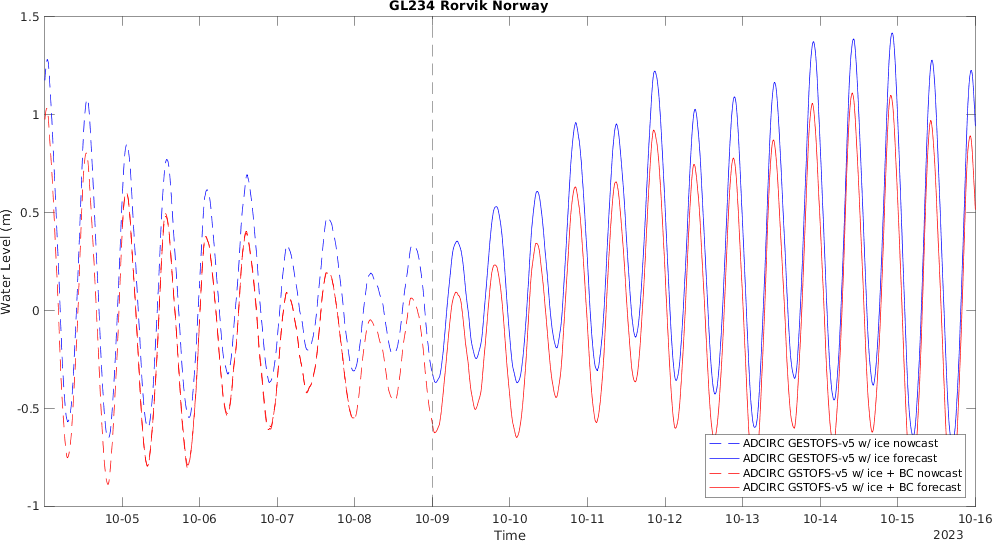 GL234 Rorvik Norway
1.5
1
0.5
0
-0.5
-1
Water Level (m)
10-05 10-06 10-07 10-08 10-09 10-10 10-11 10-12 10-13 10-14 10-15 10-16
Time
2023
ADCIRC GESTOFS-v5 w/ ice nowcast
ADCIRC GESTOFS-v5 w/ ice forecast
ADCIRC GSTOFS-v5 w/ ice + BC nowcast
ADCIRC GSTOFS-v5 w/ ice + BC forecast